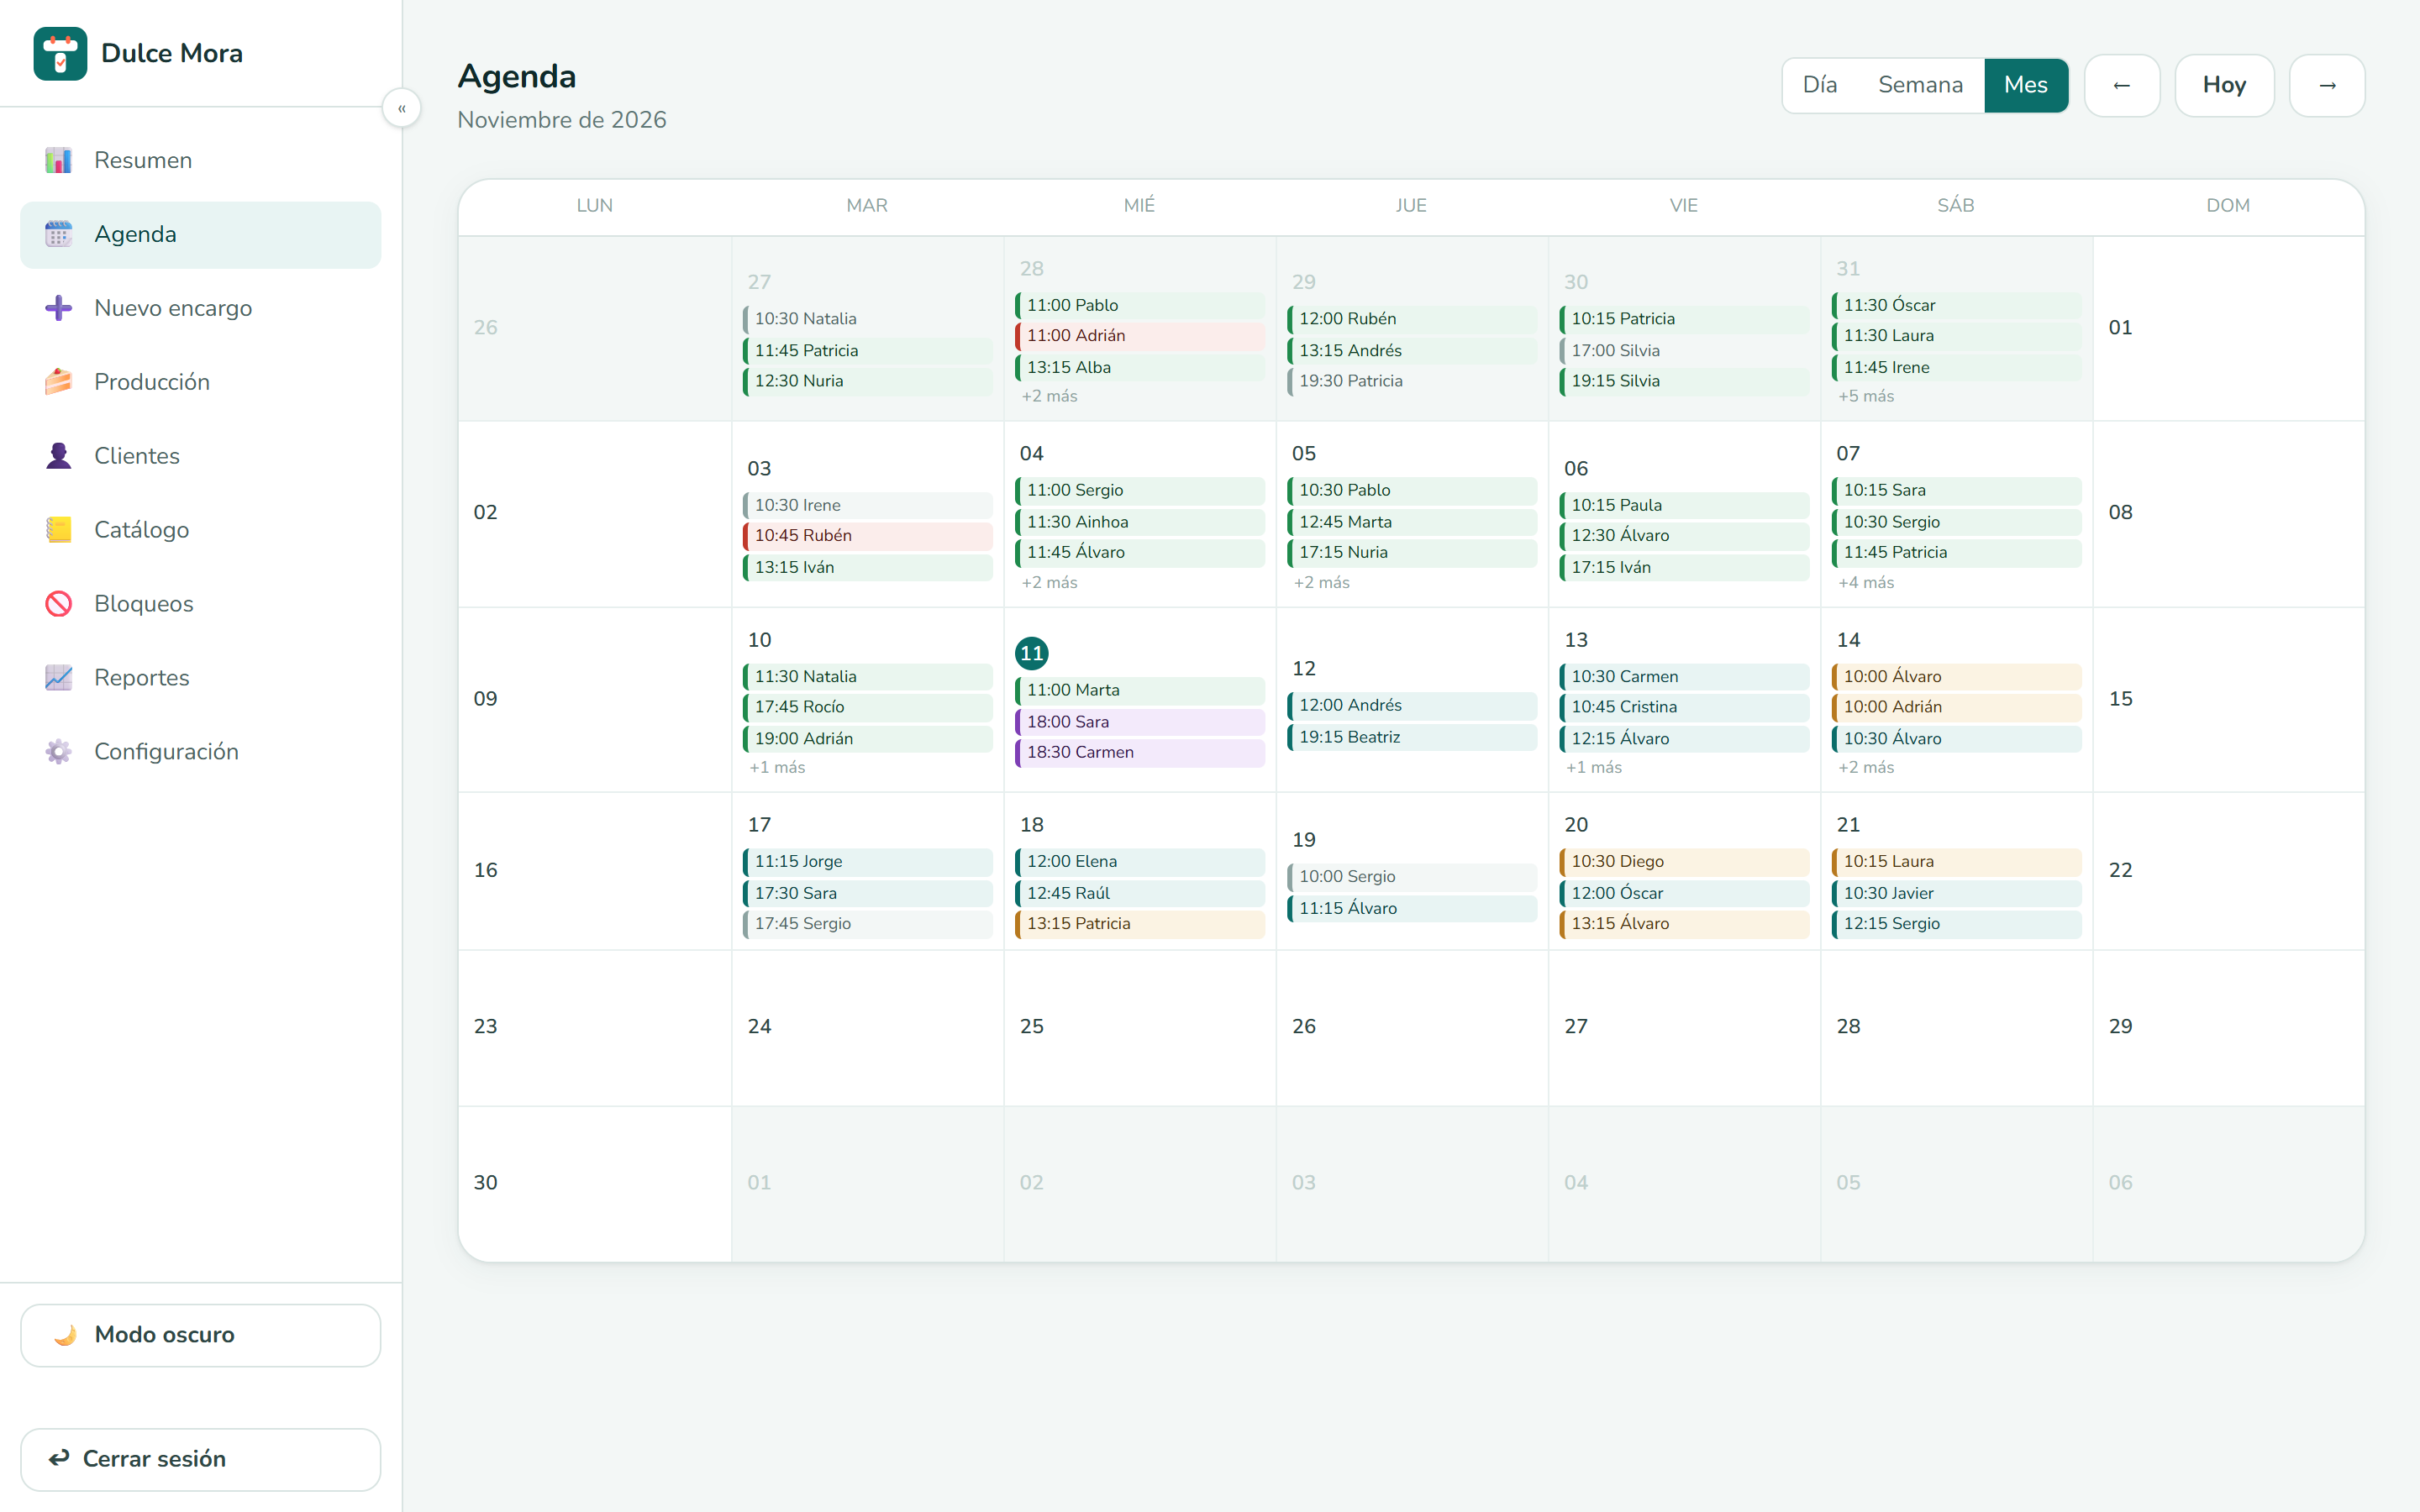 Dulce Mora
«
Resumen
Agenda
Nuevo encargo
Producción
Clientes
Catálogo
Bloqueos
Reportes
Configuración
Modo oscuro
Cerrar sesión
Agenda
Noviembre de 2026
Día Semana Mes ← Hoy →
LUN MAR MIÉ JUE VIE SÁB DOM
26
27
10:30 Natalia
11:45 Patricia
12:30 Nuria
28
11:00 Pablo
11:00 Adrián
13:15 Alba
+2 más
29
12:00 Rubén
13:15 Andrés
19:30 Patricia
30
10:15 Patricia
17:00 Silvia
19:15 Silvia
31
11:30 Óscar
11:30 Laura
11:45 Irene
+5 más
01
02
03
10:30 Irene
10:45 Rubén
13:15 Iván
04
11:00 Sergio
11:30 Ainhoa
11:45 Álvaro
+2 más
05
10:30 Pablo
12:45 Marta
17:15 Nuria
+2 más
06
10:15 Paula
12:30 Álvaro
17:15 Iván
07
10:15 Sara
10:30 Sergio
11:45 Patricia
+4 más
08
09
10
11:30 Natalia
17:45 Rocío
19:00 Adrián
+1 más
11
11:00 Marta
18:00 Sara
18:30 Carmen
12
12:00 Andrés
19:15 Beatriz
13
10:30 Carmen
10:45 Cristina
12:15 Álvaro
+1 más
14
10:00 Álvaro
10:00 Adrián
10:30 Álvaro
+2 más
15
16
17
11:15 Jorge
17:30 Sara
17:45 Sergio
18
12:00 Elena
12:45 Raúl
13:15 Patricia
19
10:00 Sergio
11:15 Álvaro
20
10:30 Diego
12:00 Óscar
13:15 Álvaro
21
10:15 Laura
10:30 Javier
12:15 Sergio
22
23
24
25
26
27
28
29
30
01
02
03
04
05
06